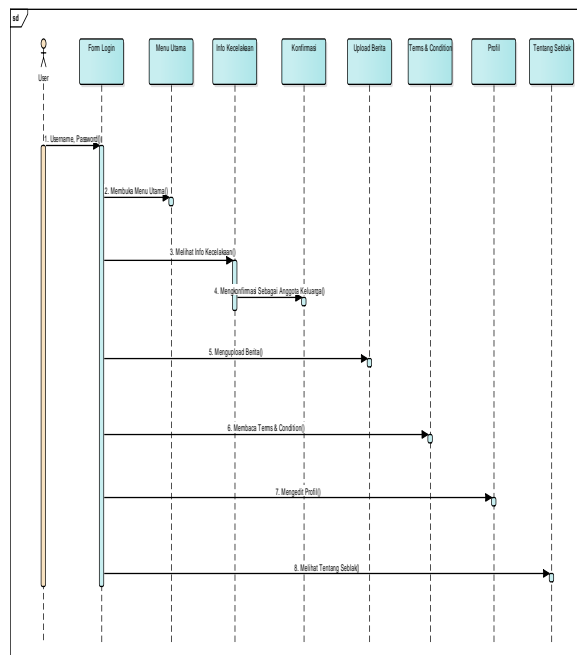 sd
User
Form Login
Menu Utama
Info Kecelakaan
Konfirmasi
Upload Berita
Terms & Condition
Profil
Tentang Seblak
1. Username, Password()
2. Membuka Menu Utama()
3. Melihat Info Kecelakaan()
4. Mengkonfirmasi Sebagai Anggota Keluarga()
5. Mengupload Berita()
6. Membaca Terms & Condition()
7. Mengedit Profil()
8. Melihat Tentang Seblak()